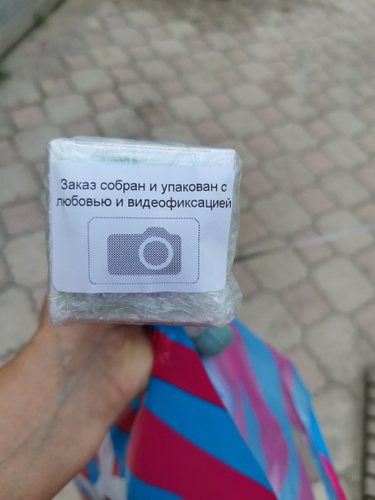 Заказ собран и упакован с
любовью и видеофиксацией